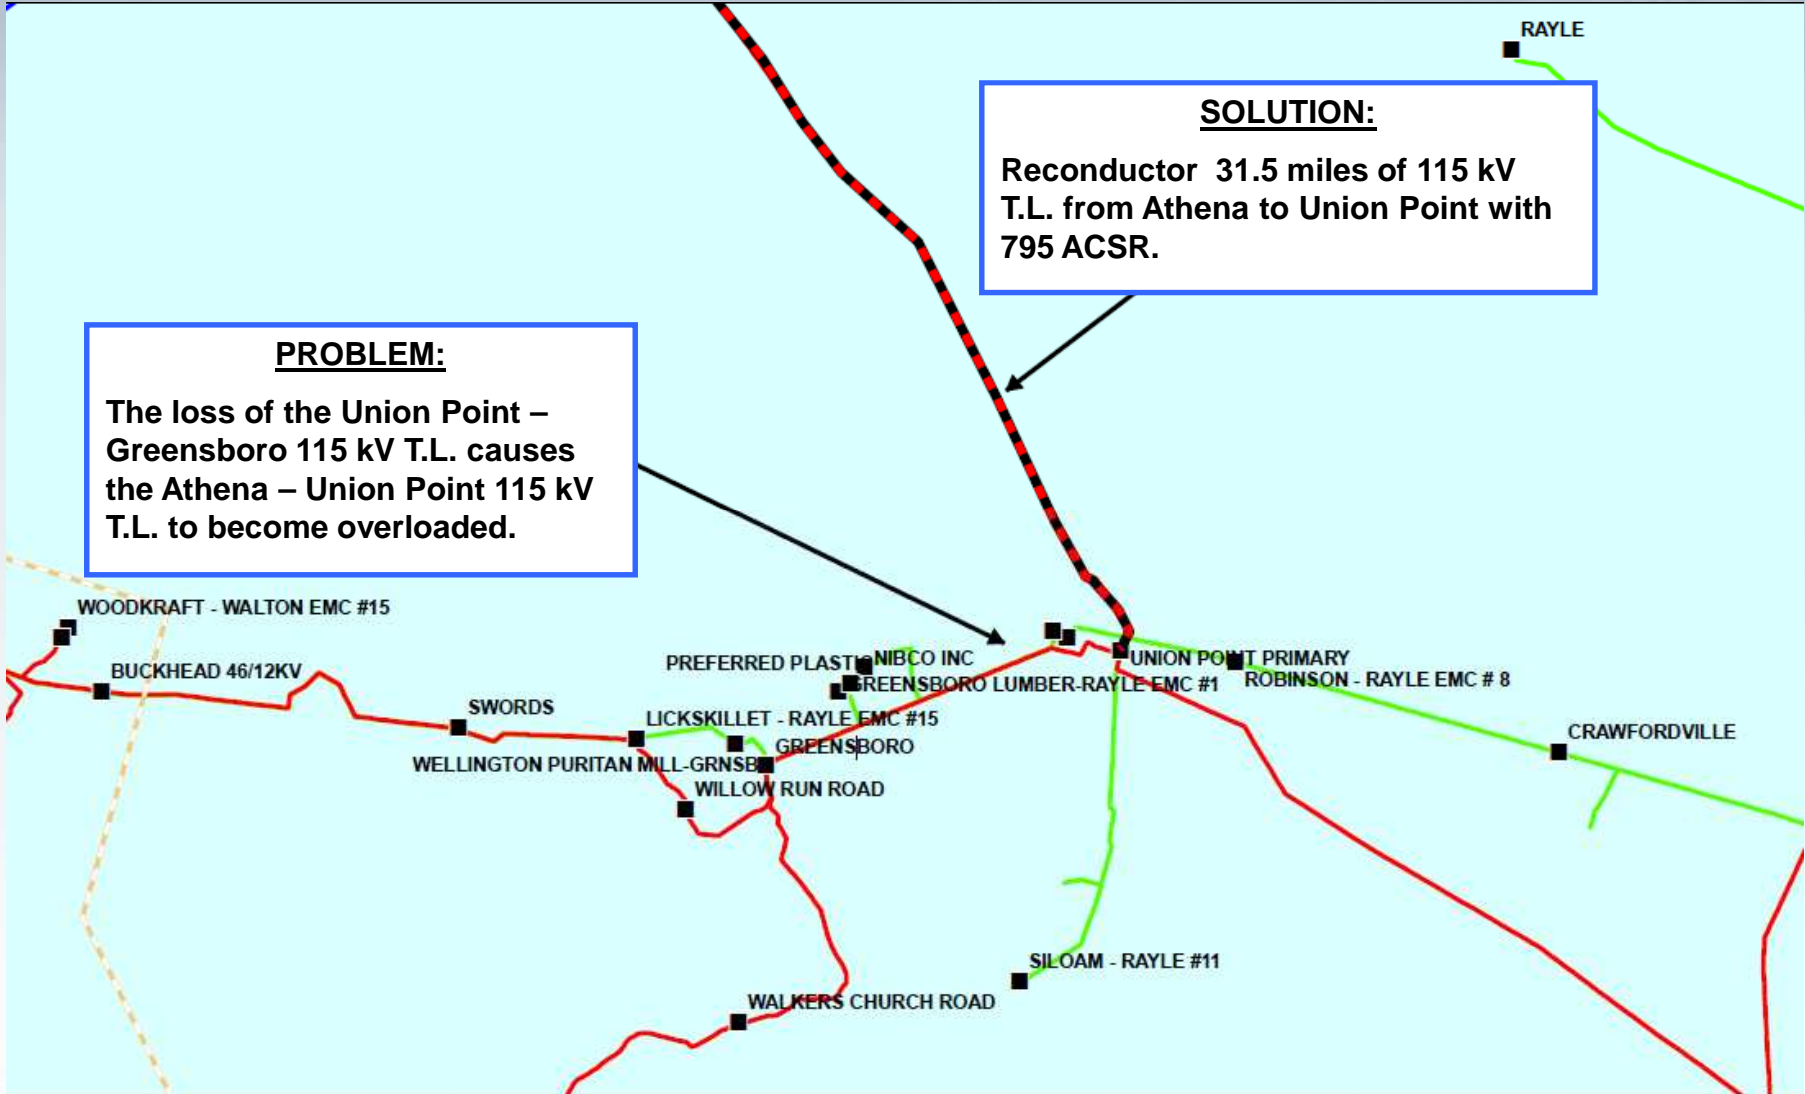 RAYLE
SOLUTION:
Reconductor 31.5 miles of 115 kV
T.L. from Athena to Union Point with
795 ACSR.
PROBLEM:
The loss of the Union Point –
Greensboro 115 kV T.L. causes
the Athena – Union Point 115 kV
T.L. to become overloaded.
WOODKRAFT - WALTON EMC #15
BUCKHEAD 46/12KV
SWORDS
PREFERRED PLASTIC
NIBCO INC
UNION POINT PRIMARY
GREENSBORO LUMBER-RAYLE EMC #1
ROBINSON - RAYLE EMC # 8
LICKSKILLET - RAYLE EMC #15
CRAWFORDVILLE
GREENSBORO
WELLINGTON PURITAN MILL-GRNSB
WILLOW RUN ROAD
SILOAM - RAYLE #11
WALKERS CHURCH ROAD